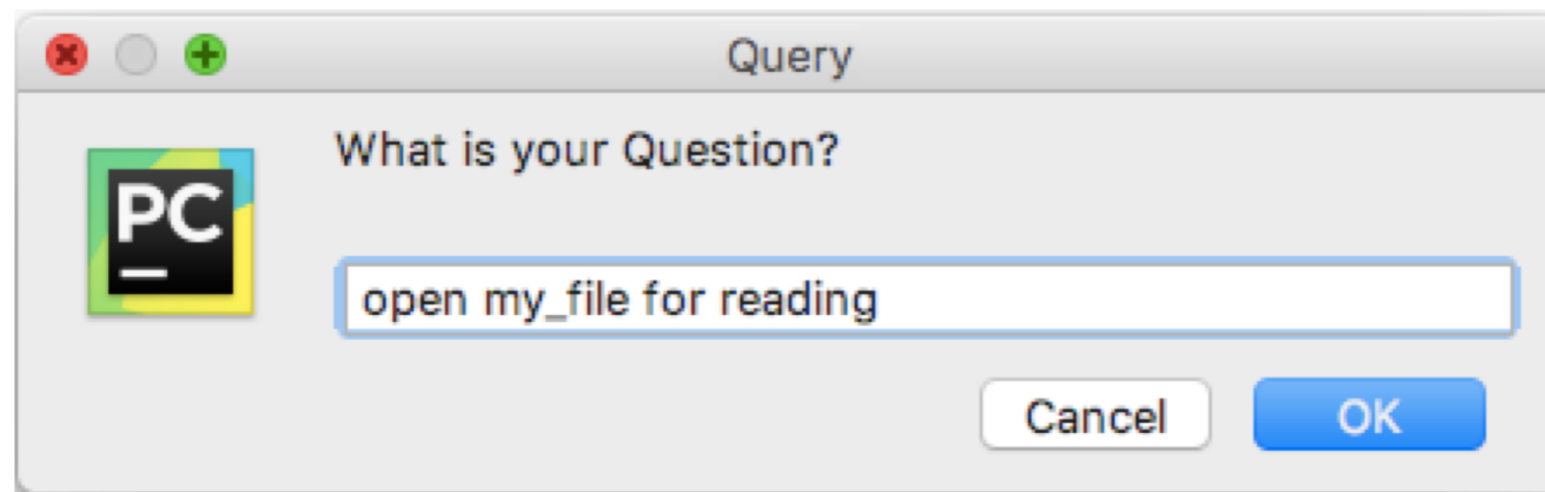 Query
What is your Question?
PC
open my_file for reading
Cancel OK